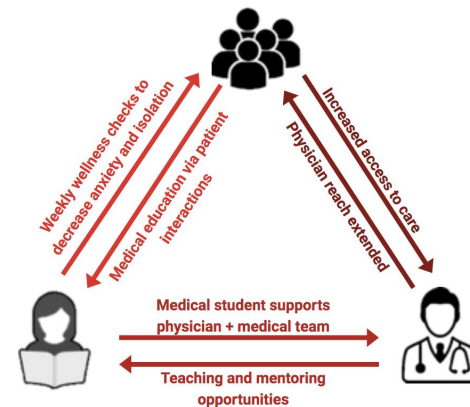 Weekly wellness checks to
decrease anxiety and isolation
Medical education via patient
interactions
Increased access to care
Physician reach extended
Medical student supports
physician + medical team
Teaching and mentoring
opportunities